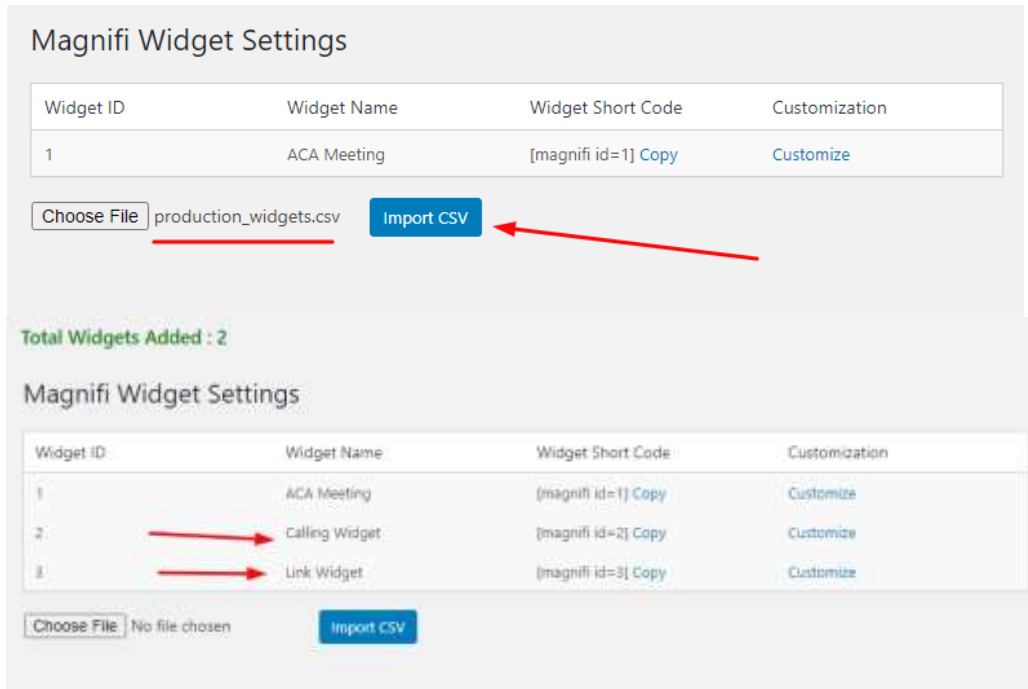 Magnifi Widget Settings
Widget ID Widget Name Widget Short Code Customization
1 ACA Meeting [magnifi id=1] Copy Customize
Choose File production_widgets.csv Import CSV
Total Widgets Added : 2
Magnifi Widget Settings
Widget ID Widget Name Widget Short Code Customization
1 ACA Meeting [magnifi id=1] Copy Customize
2 Calling Widget [magnifi id=2] Copy Customize
3 Link Widget [magnifi id=3] Copy Customize
Choose File No file chosen Import CSV